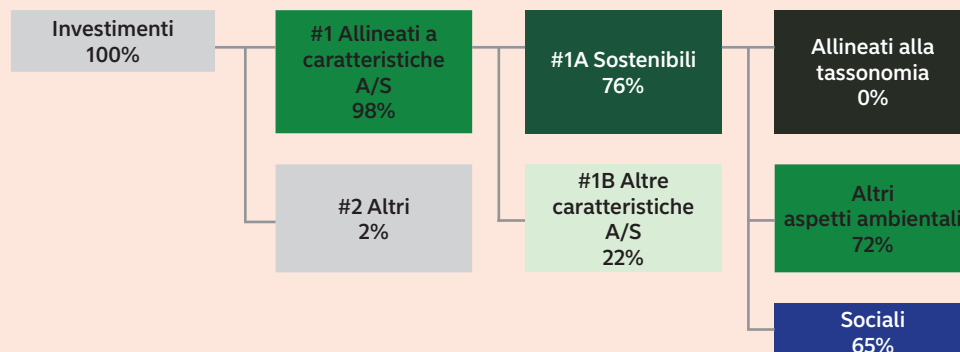 Investimenti
100%
#1 Allineati a
caratteristiche
A/S
98%
#1A Sostenibili
76%
Allineati alla
tassonomia
0%
#2 Altri
2%
#1B Altre
caratteristiche
A/S
22%
Altri
aspetti ambientali
72%
Sociali
65%